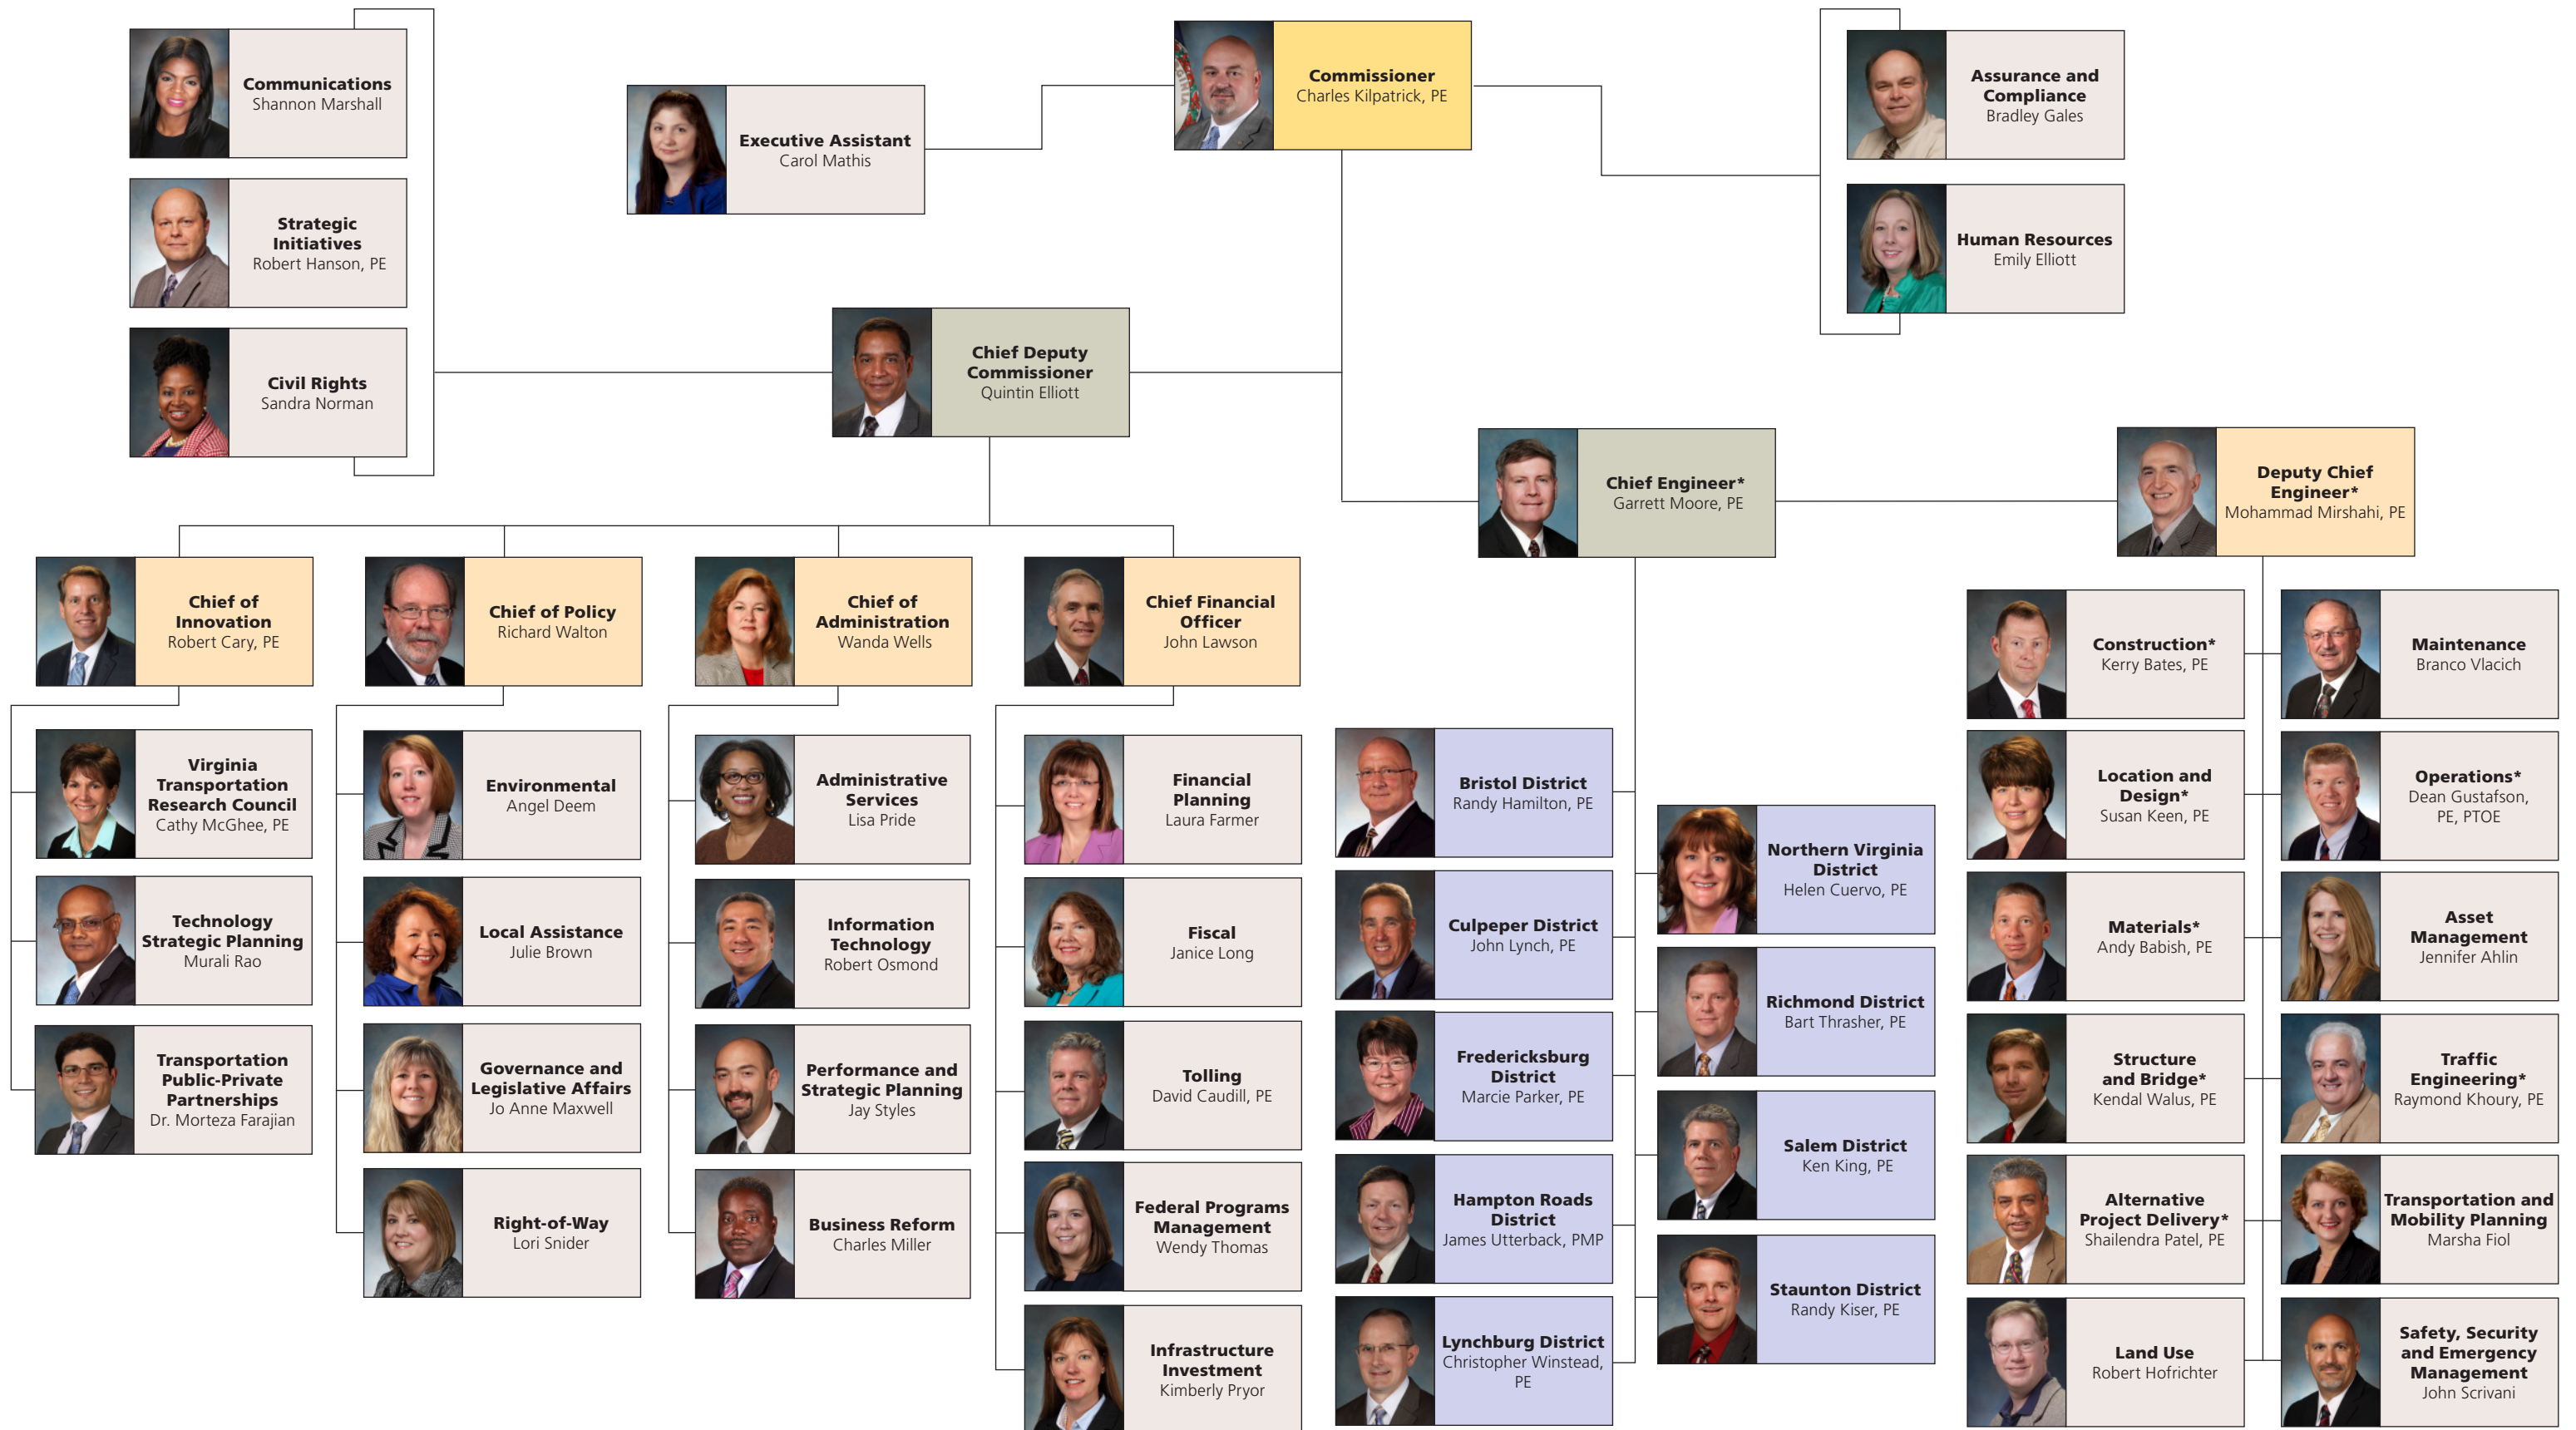 Communications
Shannon Marshall
Strategic
Initiatives
Robert Hanson, PE
Civil Rights
Sandra Norman
Executive Assistant
Carol Mathis
Commissioner
Charles Kilpatrick, PE
Assurance and
Compliance
Bradley Gales
Human Resources
Emily Elliott
Chief Deputy
Commissioner
Quintin Elliott
Chief Engineer*
Garrett Moore, PE
Deputy Chief
Engineer*
Mohammad Mirshahi, PE
Chief of
Innovation
Robert Cary, PE
Virginia
Transportation
Research Council
Cathy McGhee, PE
Technology
Strategic Planning
Murali Rao
Transportation
Public-Private
Partnerships
Dr. Morteza Farajian
Chief of Policy
Richard Walton
Environmental
Angel Deem
Local Assistance
Julie Brown
Governance and
Legislative Affairs
Jo Anne Maxwell
Right-of-Way
Lori Snider
Chief of
Administration
Wanda Wells
Administrative
Services
Lisa Pride
Information
Technology
Robert Osmond
Performance and
Strategic Planning
Jay Styles
Business Reform
Charles Miller
Chief Financial
Officer
John Lawson
Financial
Planning
Laura Farmer
Fiscal
Janice Long
Tolling
David Caudill, PE
Federal Programs
Management
Wendy Thomas
Infrastructure
Investment
Kimberly Pryor
Bristol District
Randy Hamilton, PE
Culpeper District
John Lynch, PE
Fredericksburg
District
Marcie Parker, PE
Hampton Roads
District
James Utterback, PMP
Lynchburg District
Christopher Winstead,
PE
Northern Virginia
District
Helen Cuervo, PE
Richmond District
Bart Thrasher, PE
Salem District
Ken King, PE
Staunton District
Randy Kiser, PE
Construction*
Kerry Bates, PE
Location and
Design*
Susan Keen, PE
Materials*
Andy Babish, PE
Structure
and Bridge*
Kendal Walus, PE
Alternative
Project Delivery*
Shailendra Patel, PE
Land Use
Robert Hofrichter
Maintenance
Branco Vlacich
Operations*
Dean Gustafson,
PE, PTOE
Asset
Management
Jennifer Ahlin
Traffic
Engineering*
Raymond Khoury, PE
Transportation and
Mobility Planning
Marsha Fiol
Safety, Security
and Emergency
Management
John Scrivani